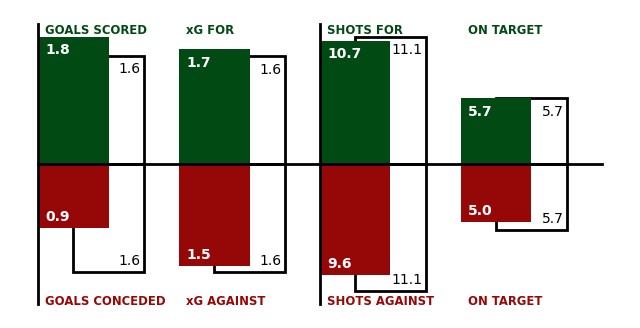 GOALS SCORED xG FOR SHOTS FOR ON TARGET
1.8 1.6 1.7 1.6 10.7 11.1 5.7 5.7
0.9 1.6 1.5 1.6 9.6 11.1 5.0 5.7
GOALS CONCEDED xG AGAINST SHOTS AGAINST ON TARGET